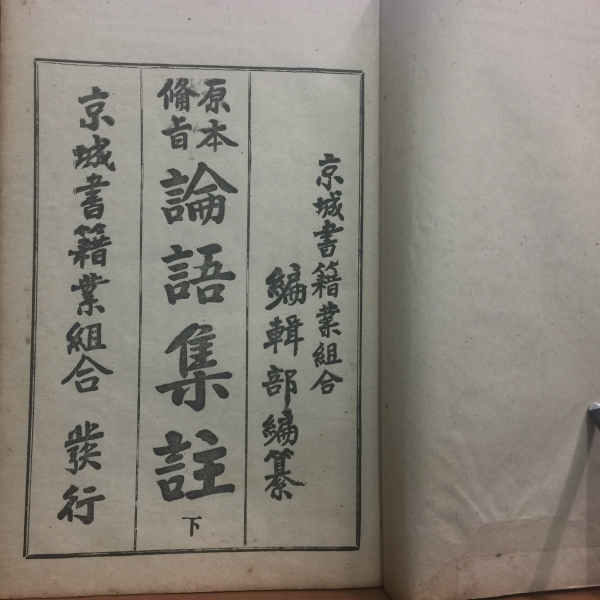 京城書籍業組合
編輯部編纂
原本
備旨
論語集註
下
京城書籍業組合 發行